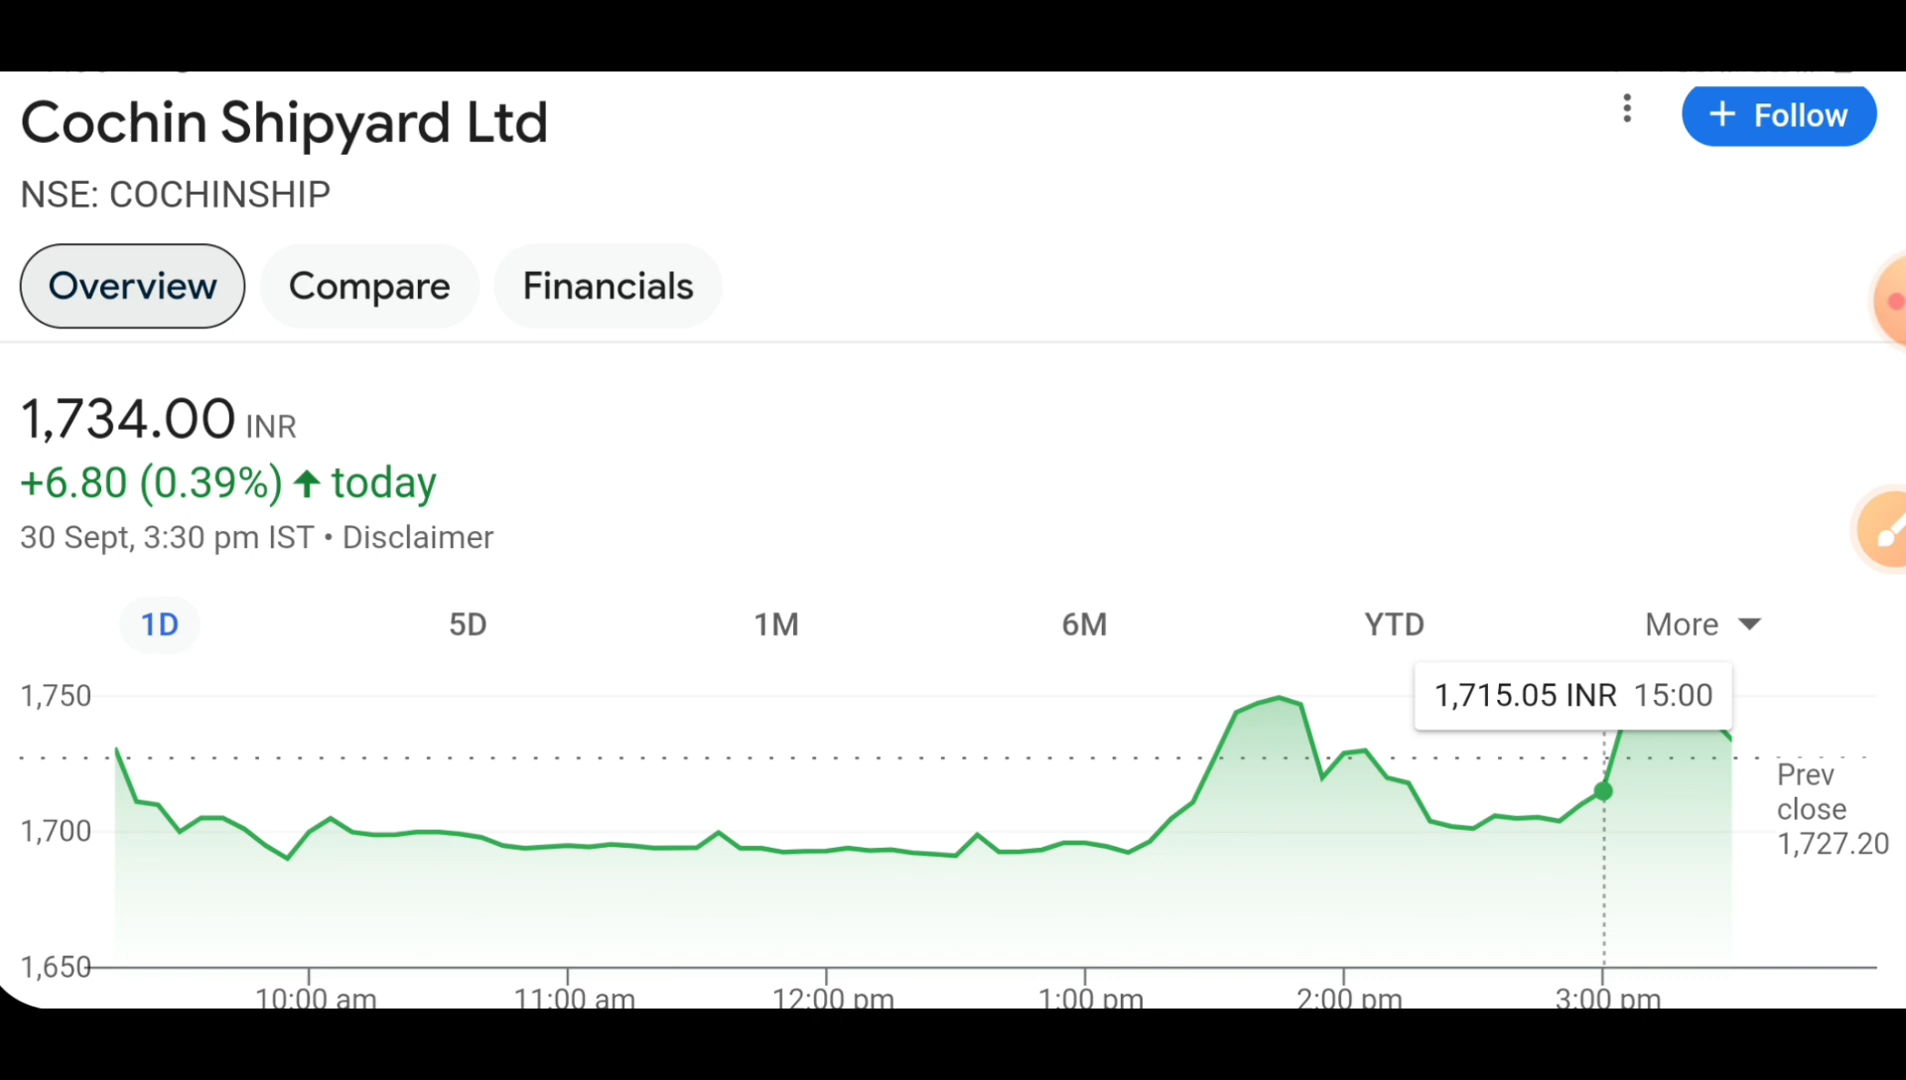 Cochin Shipyard Ltd
+ Follow
NSE: COCHINSHIP
Overview Compare Financials
1,734.00 INR
+6.80 (0.39%) ↑ today
30 Sept, 3:30 pm IST • Disclaimer
1D 5D 1M 6M YTD More
1,715.05 INR 15:00
1,750
1,700
1,650
Prev
close
1,727.20
10:00 am 11:00 am 12:00 pm 1:00 pm 2:00 pm 3:00 pm